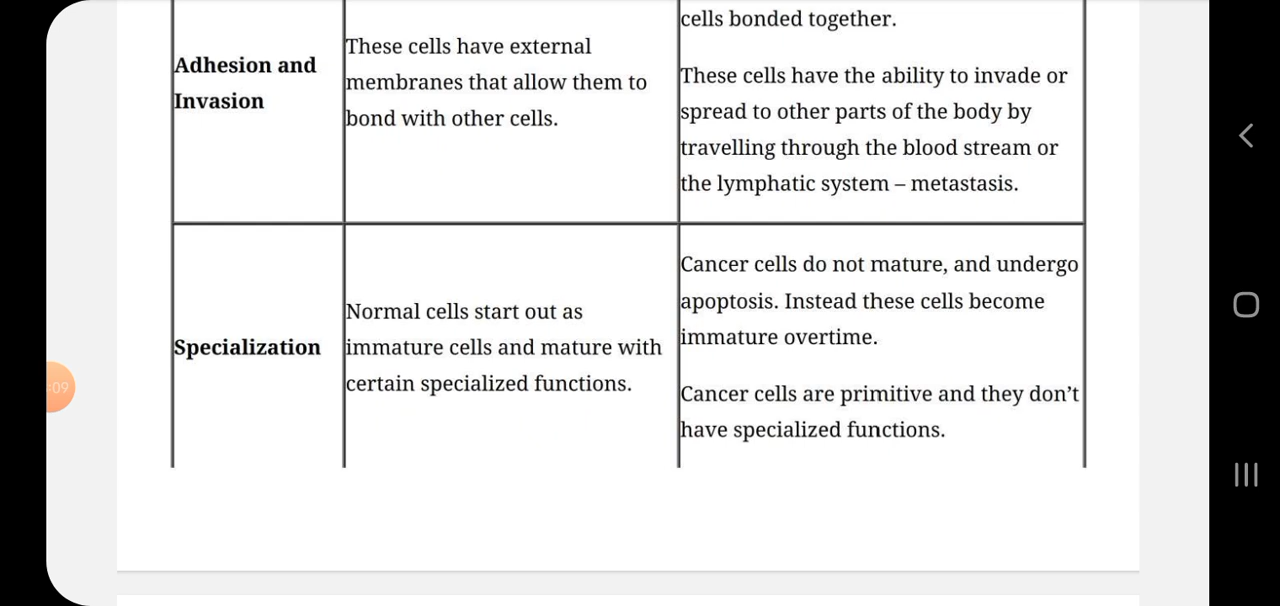 cells bonded together.
Adhesion and
Invasion
These cells have external
membranes that allow them to
bond with other cells.
These cells have the ability to invade or
spread to other parts of the body by
travelling through the blood stream or
the lymphatic system – metastasis.
Specialization
Normal cells start out as
immature cells and mature with
certain specialized functions.
Cancer cells do not mature, and undergo
apoptosis. Instead these cells become
immature overtime.
Cancer cells are primitive and they don’t
have specialized functions.
:09